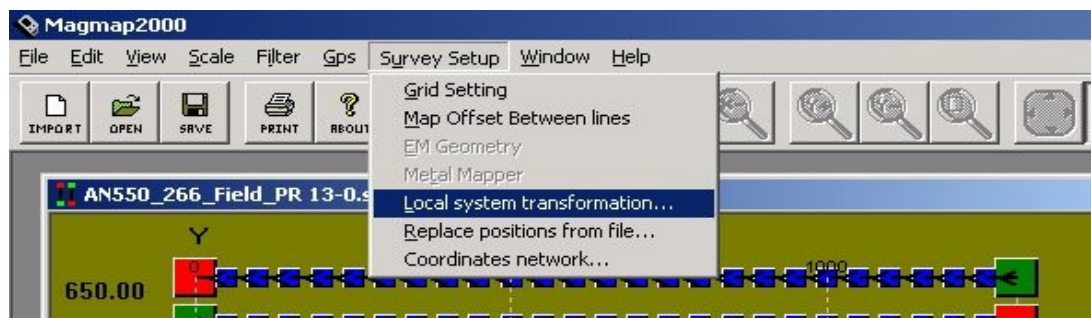 Magmap2000
File Edit View Scale Filter Gps Survey Setup Window Help
IMPORT OPEN SAVE PRINT ABOUT
Grid Setting
Map Offset Between lines
EM Geometry
Metal Mapper
Local system transformation...
Replace positions from file...
Coordinates network...
AN550_266_Field_PR 13-0.s
Y
0 1000
650.00